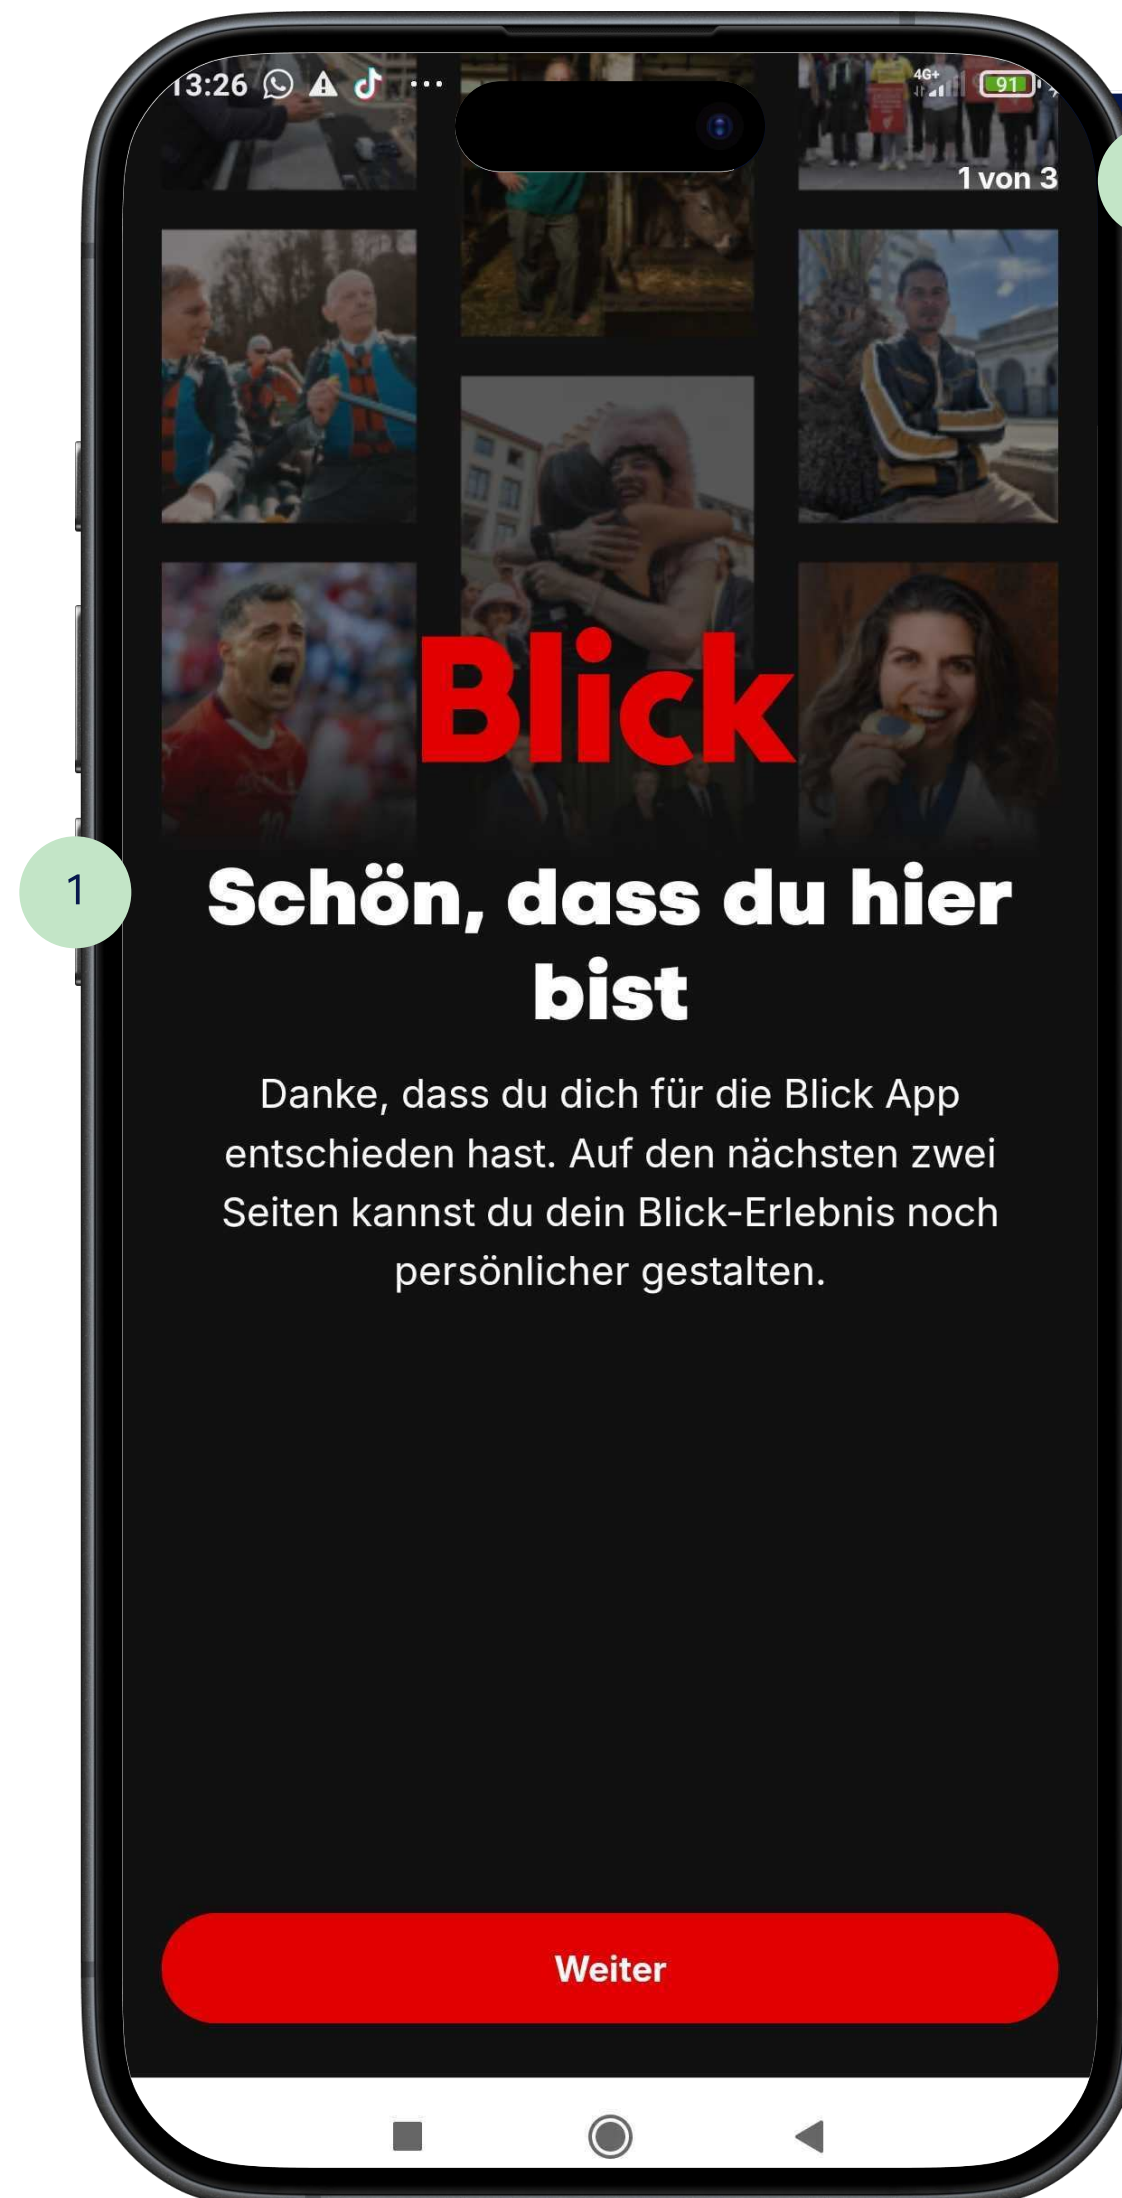 13:26
4G+
91
1 von 3
Blick
1
Schön, dass du hier
bist
Danke, dass du dich für die Blick App
entschieden hast. Auf den nächsten zwei
Seiten kannst du dein Blick-Erlebnis noch
persönlicher gestalten.
Weiter